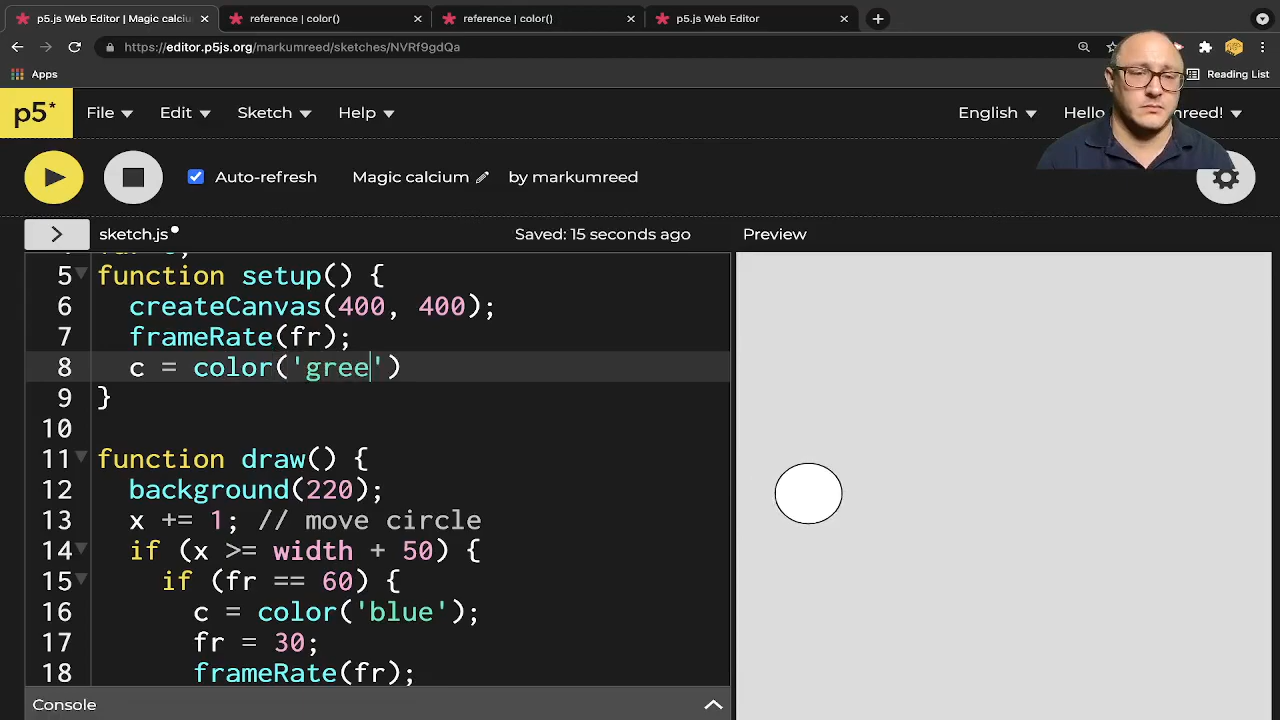 p5.js Web Editor | Magic calciu
reference | color()
reference | color()
p5.js Web Editor
https://editor.p5js.org/markumreed/sketches/NVRf9gdQa
Apps
Reading List
p5*
File
Edit
Sketch
Help
English
Hello
mreed!
Auto-refresh
Magic calcium
by markumreed
sketch.js
Saved: 15 seconds ago
Preview
5 function setup() {
6 createCanvas(400, 400);
7 frameRate(fr);
8 c = color('gree')
9 }
10
11 function draw() {
12 background(220);
13 x += 1; // move circle
14 if (x >= width + 50) {
15 if (fr == 60) {
16 c = color('blue');
17 fr = 30;
18 frameRate(fr);
Console